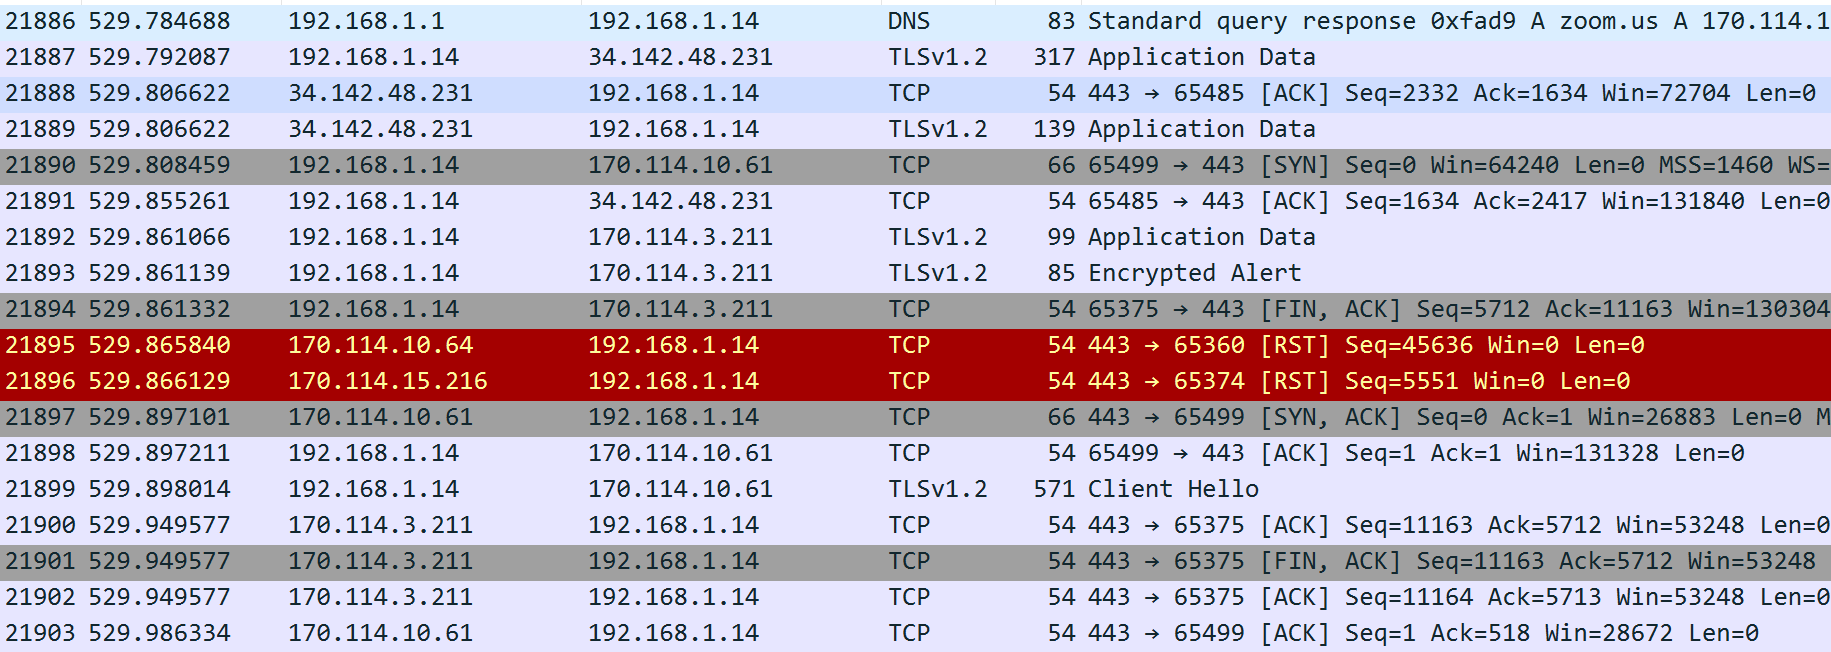 21886 529.784688 192.168.1.1 192.168.1.14 DNS 83 Standard query response 0xfad9 A zoom.us A 170.114.1
21887 529.792087 192.168.1.14 34.142.48.231 TLSv1.2 317 Application Data
21888 529.806622 34.142.48.231 192.168.1.14 TCP 54 443 → 65485 [ACK] Seq=2332 Ack=1634 Win=72704 Len=0
21889 529.806622 34.142.48.231 192.168.1.14 TLSv1.2 139 Application Data
21890 529.808459 192.168.1.14 170.114.10.61 TCP 66 65499 → 443 [SYN] Seq=0 Win=64240 Len=0 MSS=1460 WS=
21891 529.855261 192.168.1.14 34.142.48.231 TCP 54 65485 → 443 [ACK] Seq=1634 Ack=2417 Win=131840 Len=0
21892 529.861066 192.168.1.14 170.114.3.211 TLSv1.2 99 Application Data
21893 529.861139 192.168.1.14 170.114.3.211 TLSv1.2 85 Encrypted Alert
21894 529.861332 192.168.1.14 170.114.3.211 TCP 54 65375 → 443 [FIN, ACK] Seq=5712 Ack=11163 Win=130304
21895 529.865840 170.114.10.64 192.168.1.14 TCP 54 443 → 65360 [RST] Seq=45636 Win=0 Len=0
21896 529.866129 170.114.15.216 192.168.1.14 TCP 54 443 → 65374 [RST] Seq=5551 Win=0 Len=0
21897 529.897101 170.114.10.61 192.168.1.14 TCP 66 443 → 65499 [SYN, ACK] Seq=0 Ack=1 Win=26883 Len=0 M
21898 529.897211 192.168.1.14 170.114.10.61 TCP 54 65499 → 443 [ACK] Seq=1 Ack=1 Win=131328 Len=0
21899 529.898014 192.168.1.14 170.114.10.61 TLSv1.2 571 Client Hello
21900 529.949577 170.114.3.211 192.168.1.14 TCP 54 443 → 65375 [ACK] Seq=11163 Ack=5712 Win=53248 Len=0
21901 529.949577 170.114.3.211 192.168.1.14 TCP 54 443 → 65375 [FIN, ACK] Seq=11163 Ack=5712 Win=53248
21902 529.949577 170.114.3.211 192.168.1.14 TCP 54 443 → 65375 [ACK] Seq=11164 Ack=5713 Win=53248 Len=0
21903 529.986334 170.114.10.61 192.168.1.14 TCP 54 443 → 65499 [ACK] Seq=1 Ack=518 Win=28672 Len=0